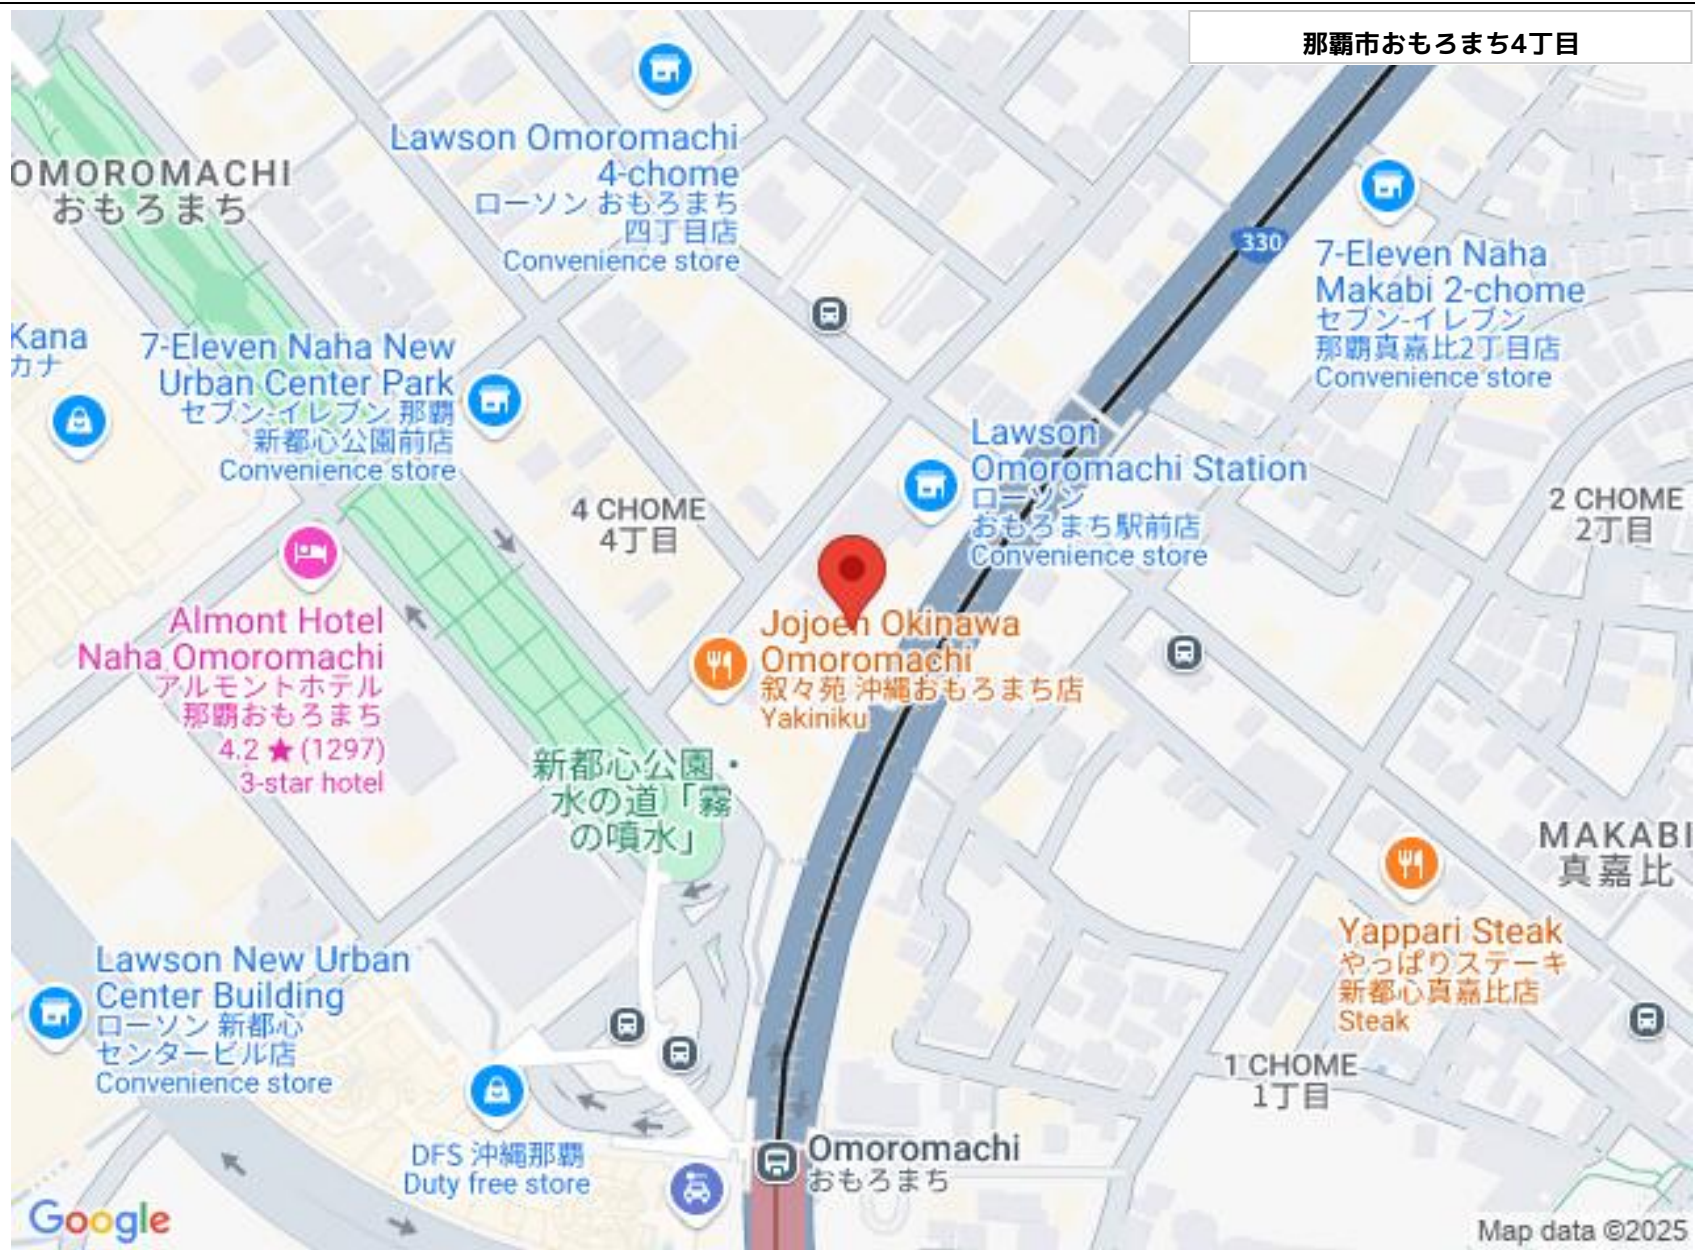 那覇市おもろまち4丁目
Lawson Omoromachi
4-chome
ローソン おもろまち
四丁目店
Convenience store
OMOROMACHI
おもろまち
330
7-Eleven Naha
Makabi 2-chome
セブン-イレブン
那覇真嘉比2丁目店
Convenience store
Kana
カナ
7-Eleven Naha New
Urban Center Park
セブン-イレブン 那覇
新都心公園前店
Convenience store
Lawson
Omoromachi Station
ローソン
おもろまち駅前店
Convenience store
4 CHOME
4丁目
2 CHOME
2丁目
Almont Hotel
Naha Omoromachi
アルモントホテル
那覇おもろまち
4.2 ★ (1297)
3-star hotel
Jojoen Okinawa
Omoromachi
叙々苑 沖縄おもろまち店
Yakiniku
新都心公園・
水の道「霧
の噴水」
MAKABI
真嘉比
Yappari Steak
やっぱりステーキ
新都心真嘉比店
Steak
Lawson New Urban
Center Building
ローソン 新都心
センタービル店
Convenience store
1 CHOME
1丁目
DFS 沖縄那覇
Duty free store
Omoromachi
おもろまち
Google
Map data ©2025